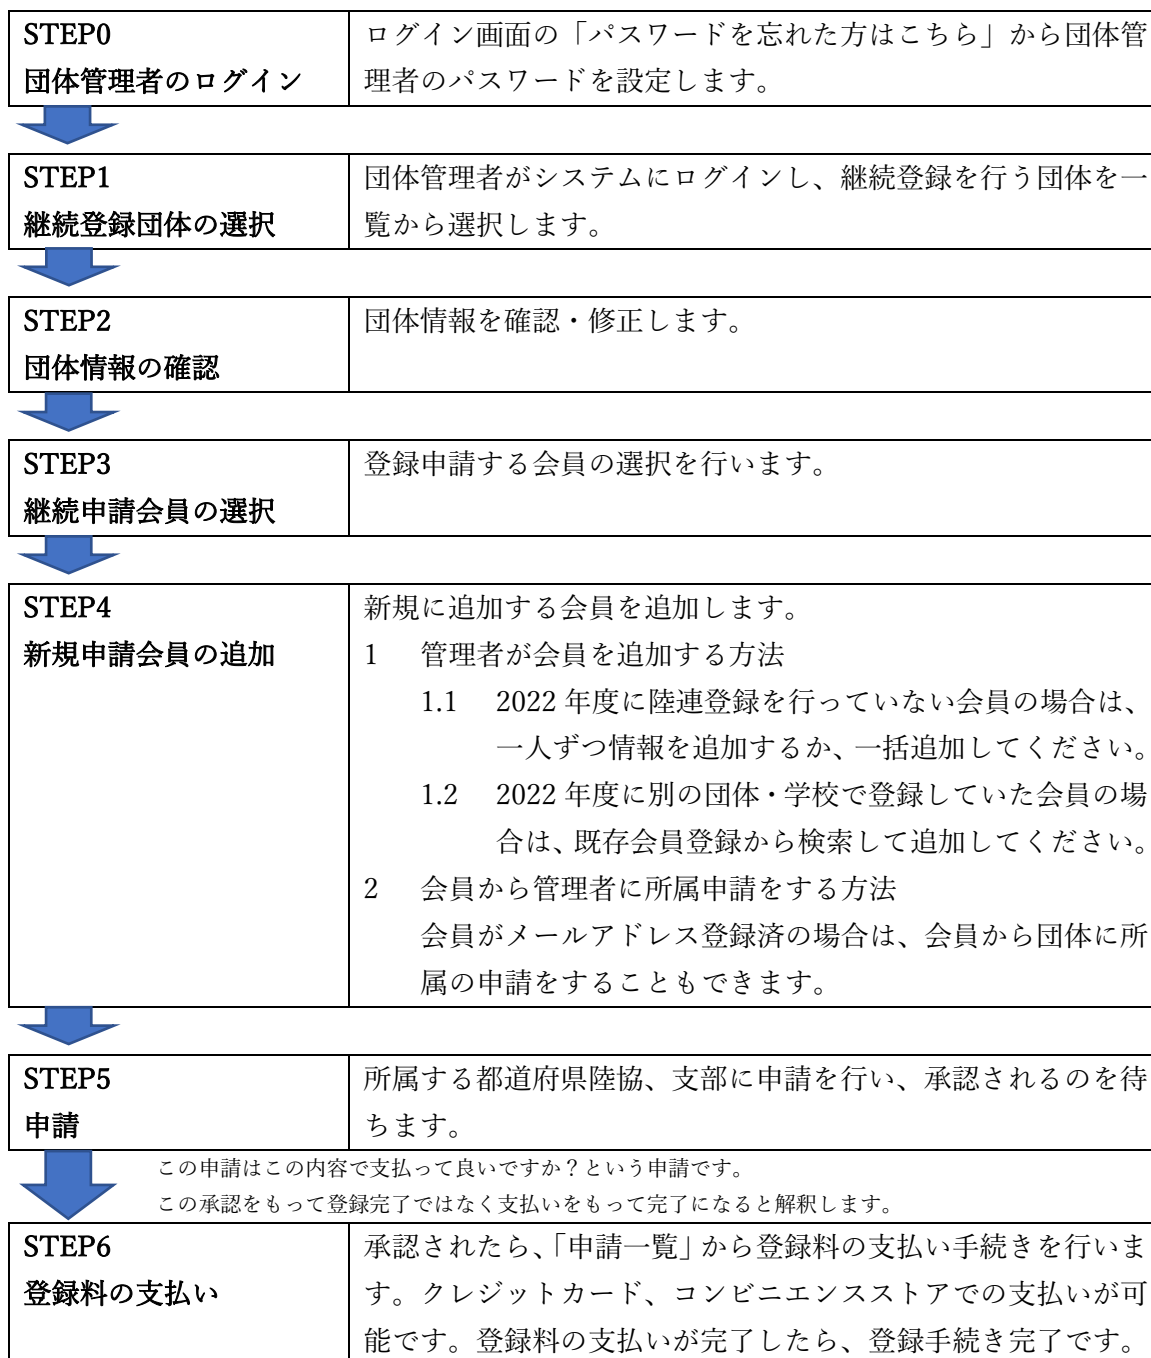 STEP0
団体管理者のログイン
ログイン画面の「パスワードを忘れた方はこちら」から団体管
理者のパスワードを設定します。
STEP1
継続登録団体の選択
団体管理者がシステムにログインし、継続登録を行う団体を一
覧から選択します。
STEP2
団体情報の確認
団体情報を確認・修正します。
STEP3
継続申請会員の選択
登録申請する会員の選択を行います。
STEP4
新規申請会員の追加
新規に追加する会員を追加します。
1 管理者が会員を追加する方法
1.1 2022 年度に陸連登録を行っていない会員の場合は、
一人ずつ情報を追加するか、一括追加してください。
1.2 2022 年度に別の団体・学校で登録していた会員の場
合は、既存会員登録から検索して追加してください。
2 会員から管理者に所属申請をする方法
会員がメールアドレス登録済の場合は、会員から団体に所
属の申請をすることもできます。
STEP5
申請
所属する都道府県陸協、支部に申請を行い、承認されるのを待
ちます。
この申請はこの内容で支払って良いですか？という申請です。
この承認をもって登録完了ではなく支払いをもって完了になると解釈します。
STEP6
登録料の支払い
承認されたら、「申請一覧」から登録料の支払い手続きを行いま
す。クレジットカード、コンビニエンスストアでの支払いが可
能です。登録料の支払いが完了したら、登録手続き完了です。